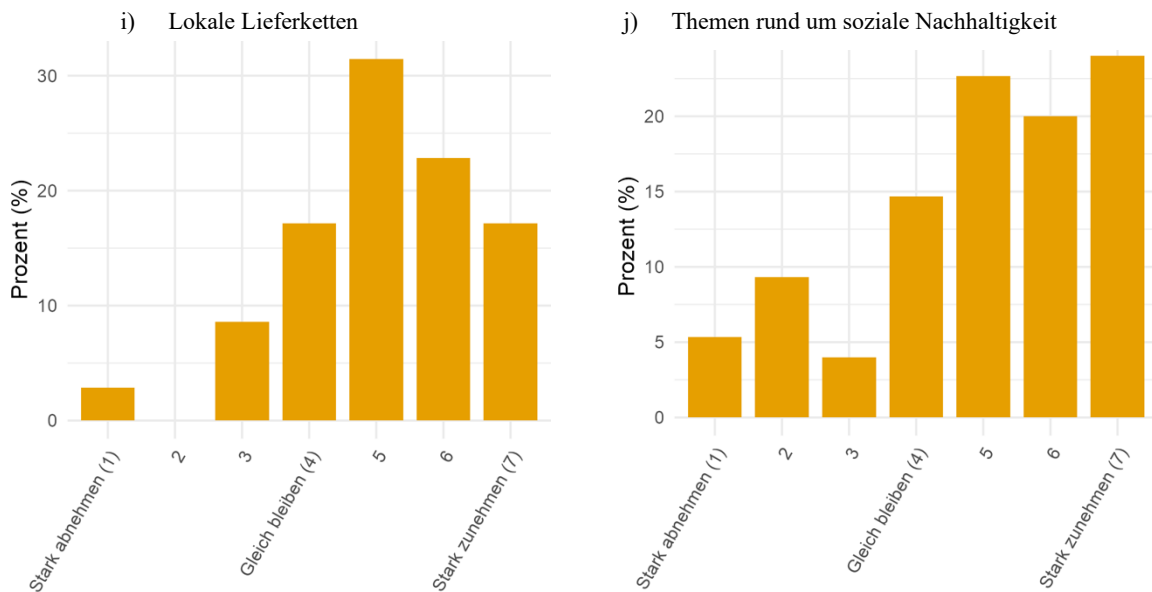 i) Lokale Lieferketten
Prozent (%)
30
20
10
0
Stark abnehmen (1)
2
3
Gleich bleiben (4)
5
6
Stark zunehmen (7)
j) Themen rund um soziale Nachhaltigkeit
Prozent (%)
20
15
10
5
0
Stark abnehmen (1)
2
3
Gleich bleiben (4)
5
6
Stark zunehmen (7)